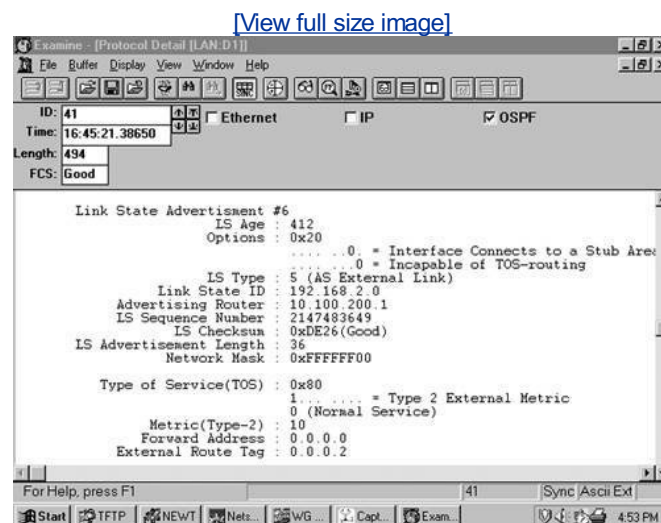 [View full size image]
Examine - [Protocol Detail [LAN:D1]]
File Buffer Display View Window Help
SYNC
ID: 41
Ethernet IP OSPF
Time: 16:45:21.38650
Length: 494
FCS: Good
Link State Advertisment #6
LS Age : 412
Options : 0x20
.... ..0. = Interface Connects to a Stub Area
.... ...0 = Incapable of TOS-routing
LS Type : 5 (AS External Link)
Link State ID : 192.168.2.0
Advertising Router : 10.100.200.1
LS Sequence Number : 2147483649
LS Checksum : 0xDE26(Good)
LS Advertisement Length : 36
Network Mask : 0xFFFFFF00
Type of Service(TOS) : 0x80
1... .... = Type 2 External Metric
0 (Normal Service)
Metric(Type-2) : 10
Forward Address : 0.0.0.0
External Route Tag : 0.0.0.2
For Help, press F1 41 Sync Ascii Ext
Start TFTP NEWT Nets... WG ... Capt... Exam... 4:53 PM